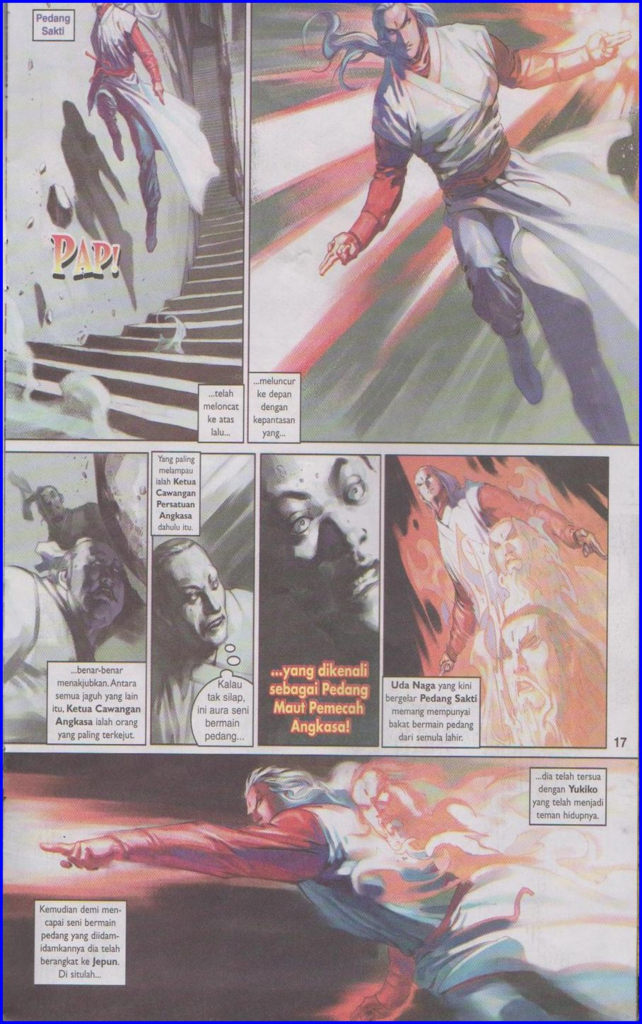 Pedang
Sakti
PAP!
...telah
meloncat
ke atas
lalu...
...meluncur
ke depan
dengan
kepantasan
yang...
...benar-benar
menakjubkan. Antara
semua jaguh yang lain
itu, Ketua Cawangan
Angkasa ialah orang
yang paling terkejut.
Yang paling
melampau
ialah Ketua
Cawangan
Persatuan
Angkasa
dahulu itu.
Kalau
tak silap,
ini aura seni
bermain
pedang...
...yang dikenali
sebagai Pedang
Maut Pemecah
Angkasa!
Uda Naga yang kini
bergelar Pedang Sakti
memang mempunyai
bakat bermain pedang
dari semula lahir.
17
...dia telah tersua
dengan Yukiko
yang telah menjadi
teman hidupnya.
Kemudian demi men-
capai seni bermain
pedang yang diidam-
idamkannya dia telah
berangkat ke Jepun.
Di situlah...